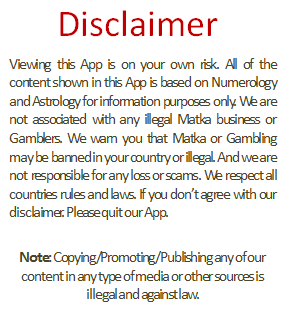 Disclaimer
Viewing this App is on your own risk. All of the
content shown in this App is based on Numerology
and Astrology for information purposes only. We are
not associated with any illegal Matka business or
Gamblers. We warn you that Matka or Gambling
may be banned in your country or illegal. And we are
not responsible for any loss or scams. We respect all
countries rules and laws. If you don't agree with our
disclaimer. Please quit our App.
Note: Copying/Promoting/Publishing any of our
content in any type of media or other sources is
illegal and against law.